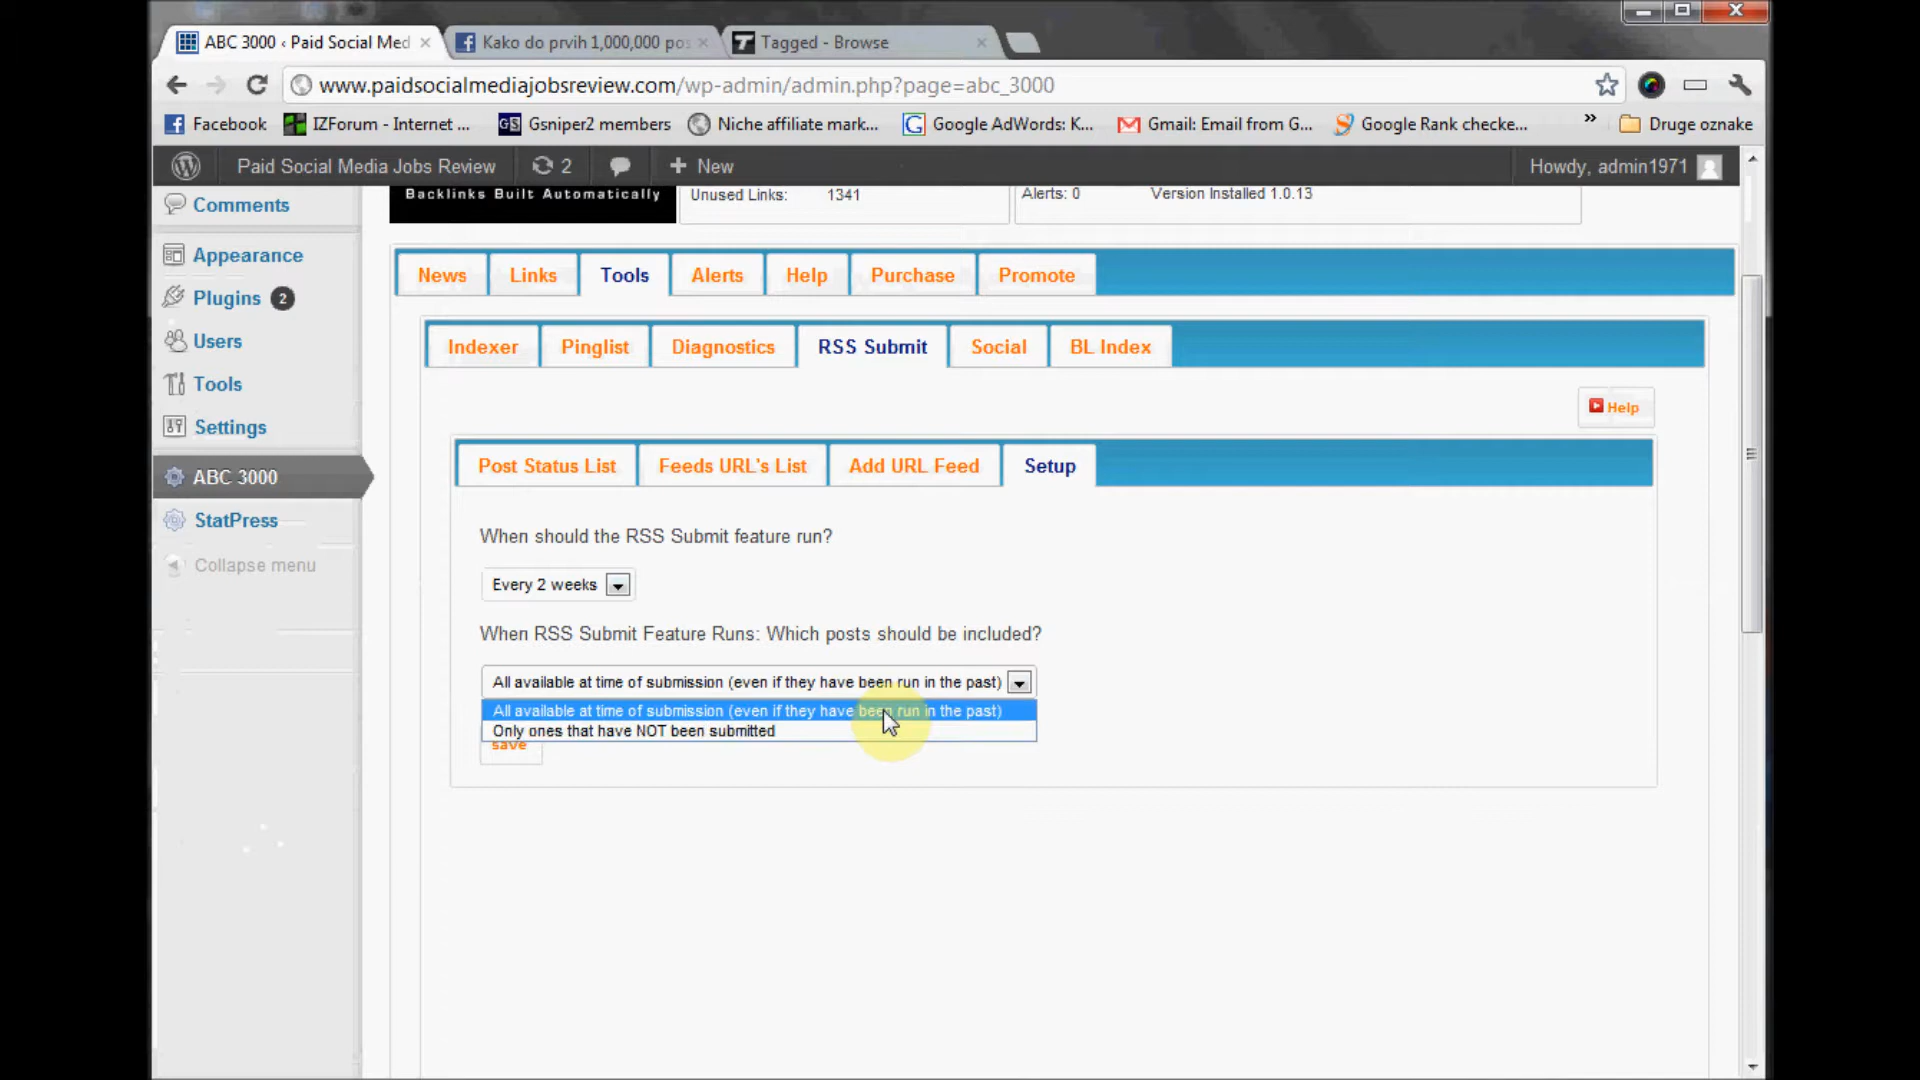 ABC 3000 ‹ Paid Social Med
Kako do prvih 1,000,000 pos
Tagged - Browse
www.paidsocialmediajobsreview.com/wp-admin/admin.php?page=abc_3000
Facebook
IZForum - Internet ...
Gsniper2 members
Niche affiliate mark...
Google AdWords: K...
Gmail: Email from G...
Google Rank checke...
»
Druge oznake
Paid Social Media Jobs Review
2
+ New
Howdy, admin1971
Comments
Appearance
Plugins 2
Users
Tools
Settings
ABC 3000
StatPress
Collapse menu
Backlinks Built Automatically
Unused Links: 1341
Alerts: 0
Version Installed 1.0.13
News
Links
Tools
Alerts
Help
Purchase
Promote
Indexer
Pinglist
Diagnostics
RSS Submit
Social
BL Index
Help
Post Status List
Feeds URL's List
Add URL Feed
Setup
When should the RSS Submit feature run?
Every 2 weeks
When RSS Submit Feature Runs: Which posts should be included?
All available at time of submission (even if they have been run in the past)
All available at time of submission (even if they have been run in the past)
Only ones that have NOT been submitted
save